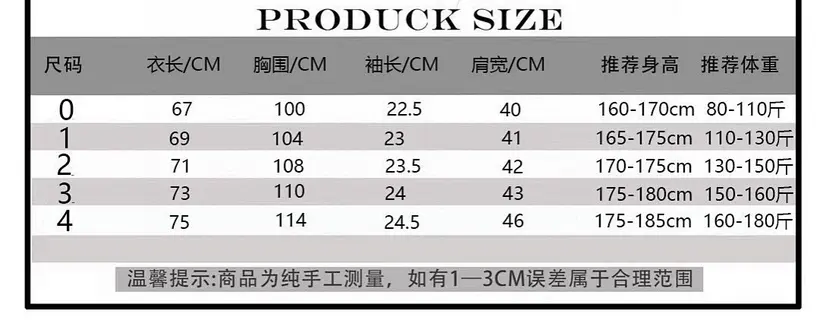 PRODUCK SIZE
尺码 衣长/CM 胸围/CM 袖长/CM 肩宽/CM 推荐身高 推荐体重
0 67 100 22.5 40 160-170cm 80-110斤
1 69 104 23 41 165-175cm 110-130斤
2 71 108 23.5 42 170-175cm 130-150斤
3 73 110 24 43 175-180cm 150-160斤
4 75 114 24.5 46 175-185cm 160-180斤
温馨提示:商品为纯手工测量，如有1—3CM误差属于合理范围